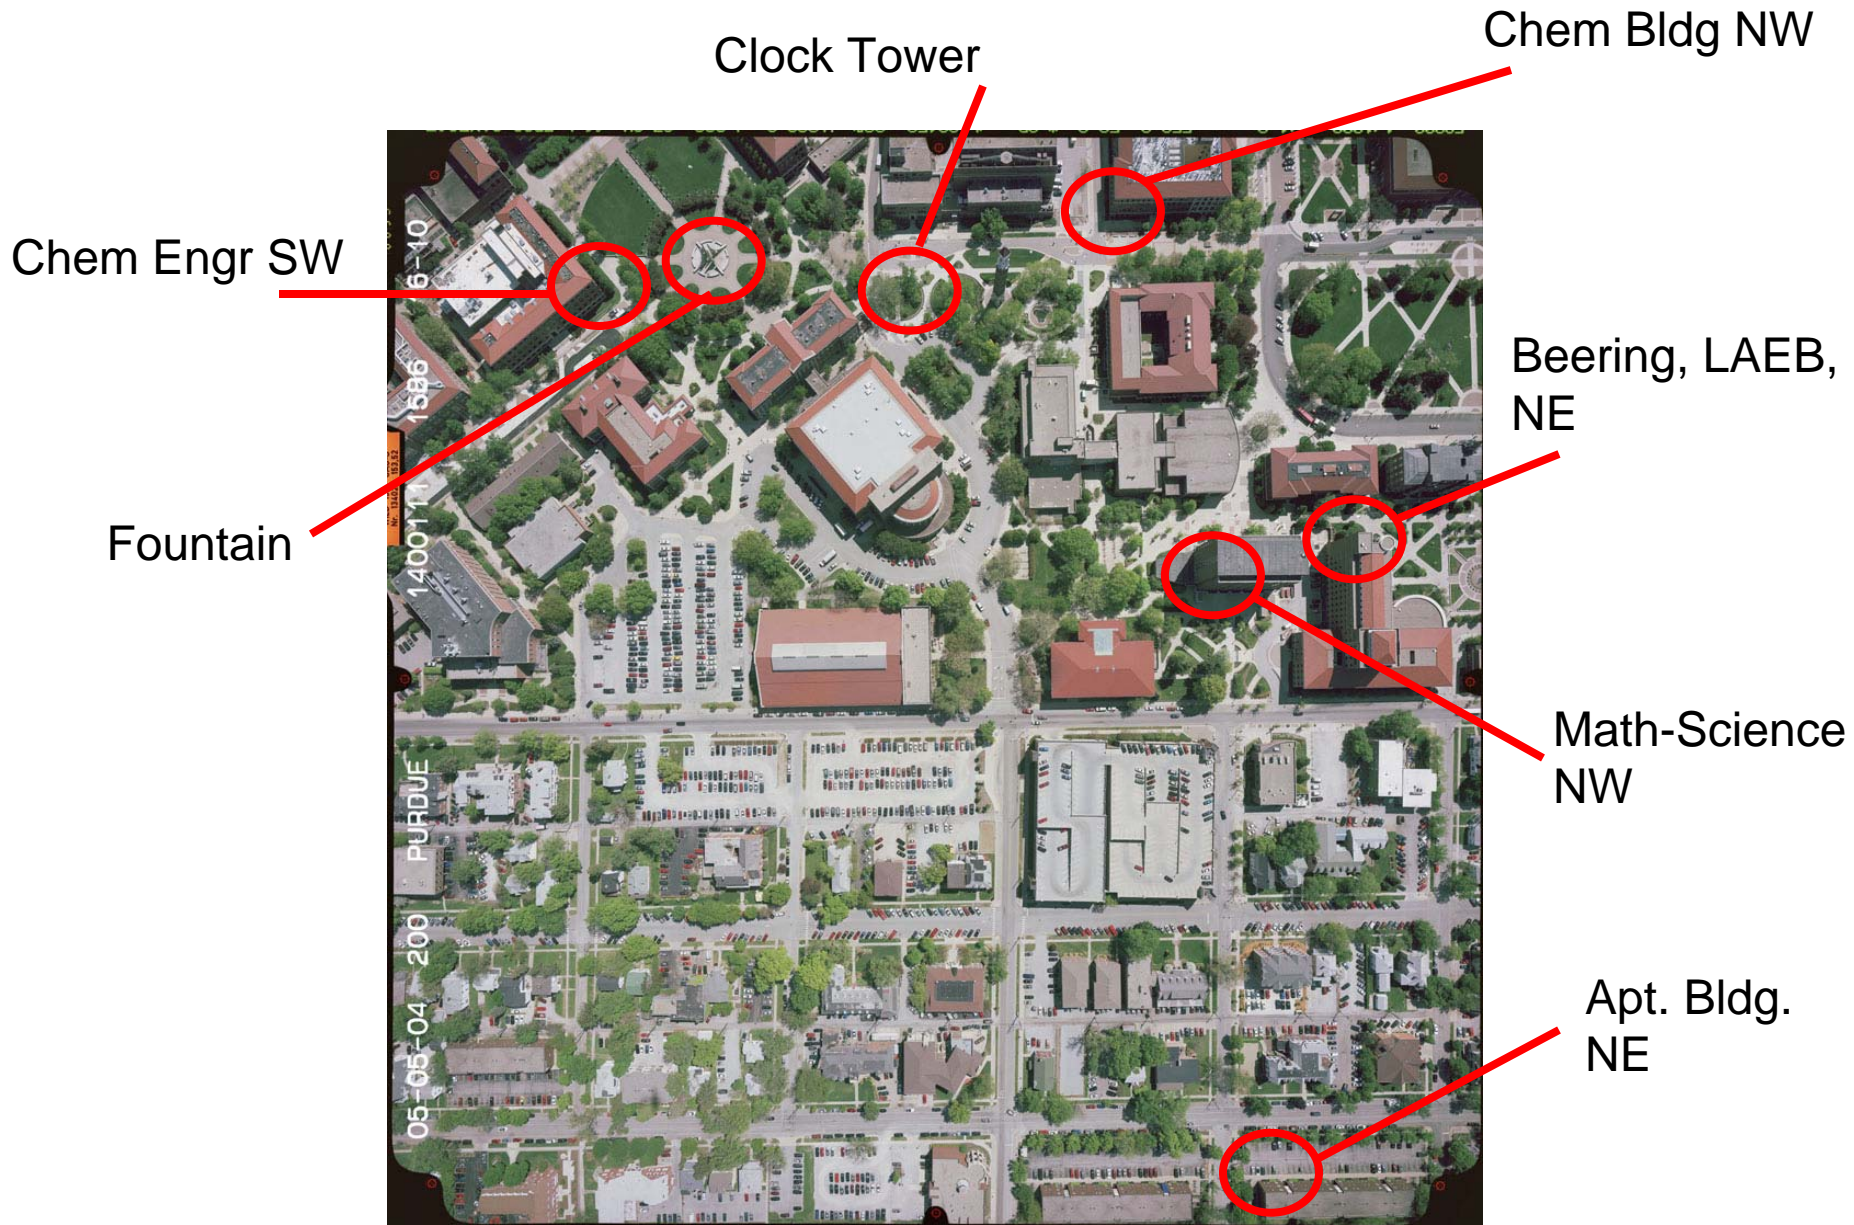 Chem Bldg NW
Clock Tower
Chem Engr SW
Beering, LAEB,
NE
Fountain
Math-Science
NW
Apt. Bldg.
NE
05-05-04 200 PURDUE 1400111 1586 6-10